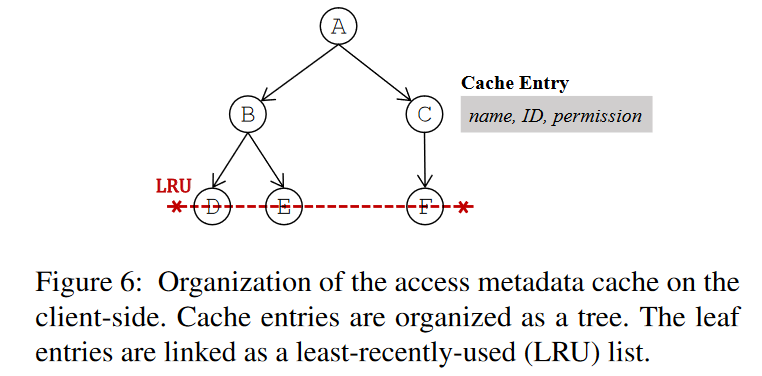 A
Cache Entry
B
C
name, ID, permission
LRU
D
E
F
Figure 6: Organization of the access metadata cache on the
client-side. Cache entries are organized as a tree. The leaf
entries are linked as a least-recently-used (LRU) list.